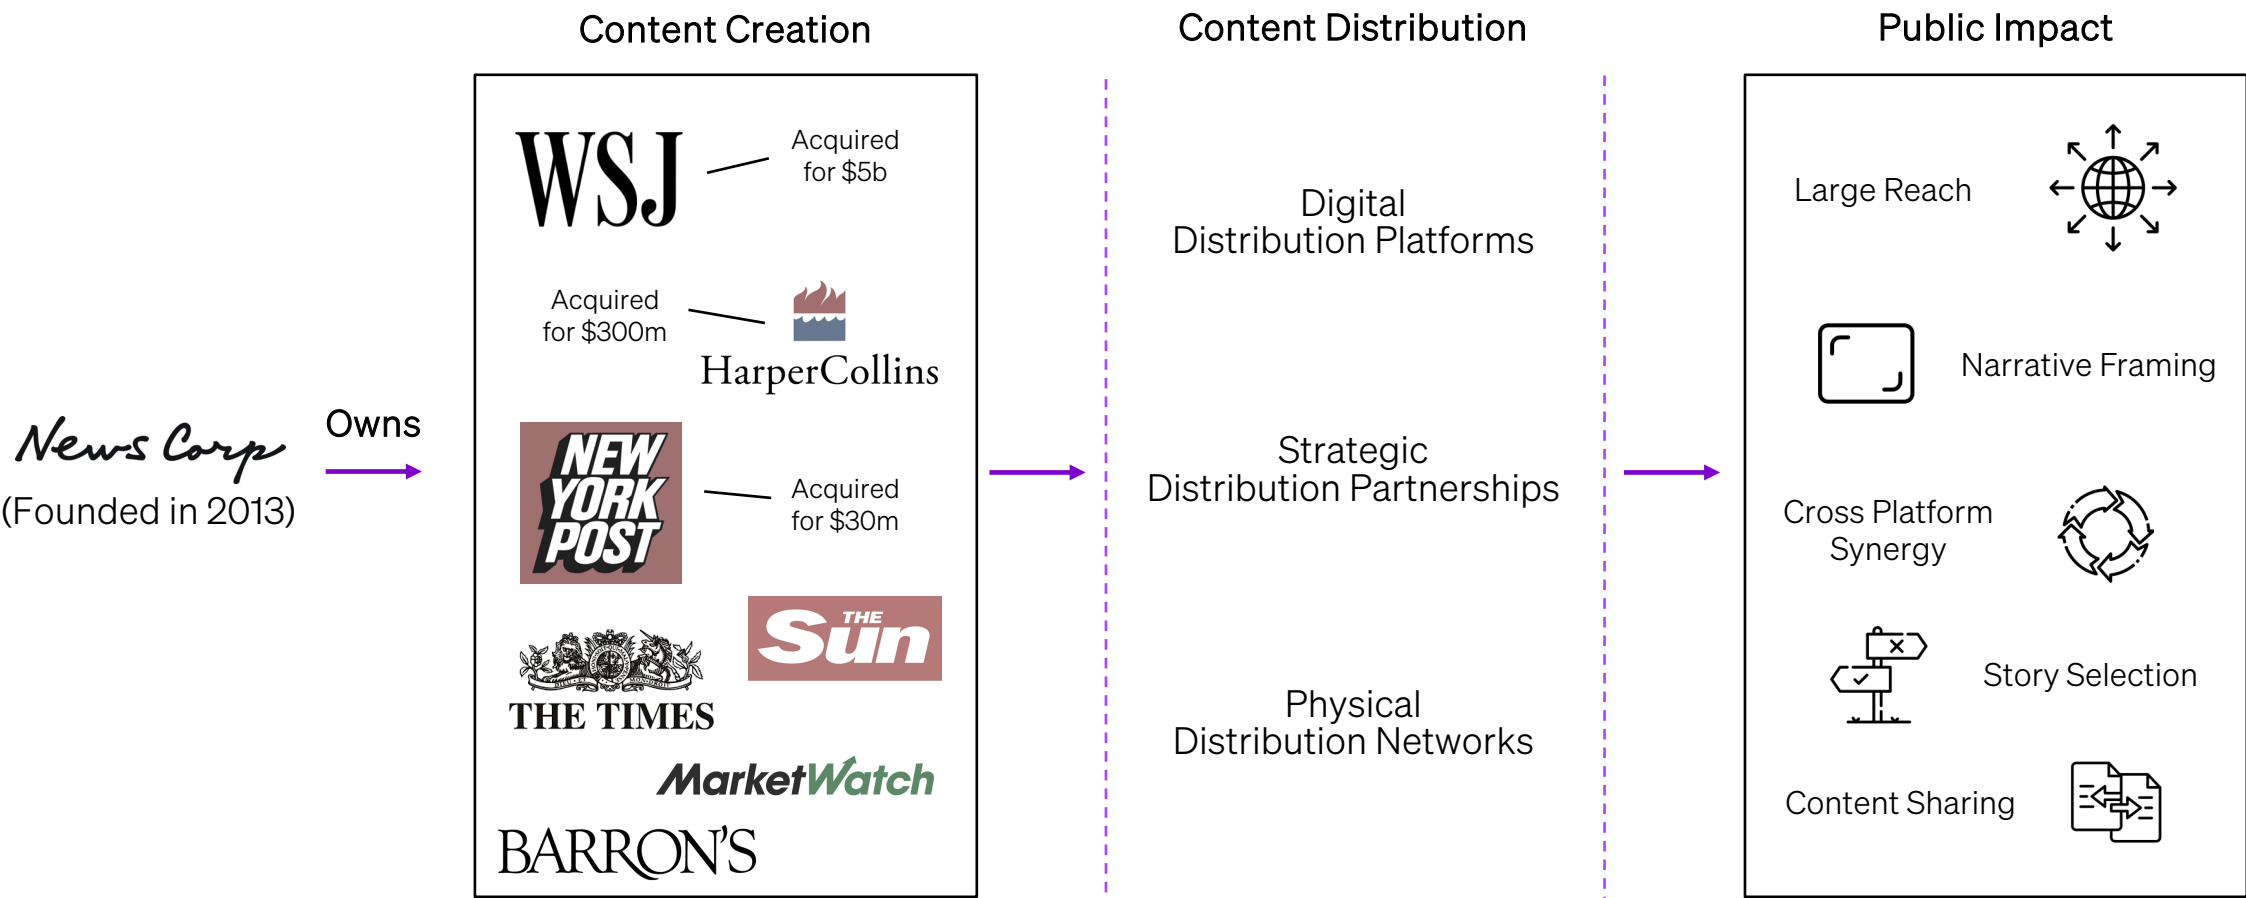 Content Creation
Content Distribution
Public Impact
WSJ
Acquired
for $5b
Acquired
for $300m
HarperCollins
News Corp
(Founded in 2013)
Owns
NEW
YORK
POST
Acquired
for $30m
THE
Sun
THE TIMES
MarketWatch
BARRON'S
Digital
Distribution Platforms
Strategic
Distribution Partnerships
Physical
Distribution Networks
Large Reach
Narrative Framing
Cross Platform
Synergy
Story Selection
Content Sharing